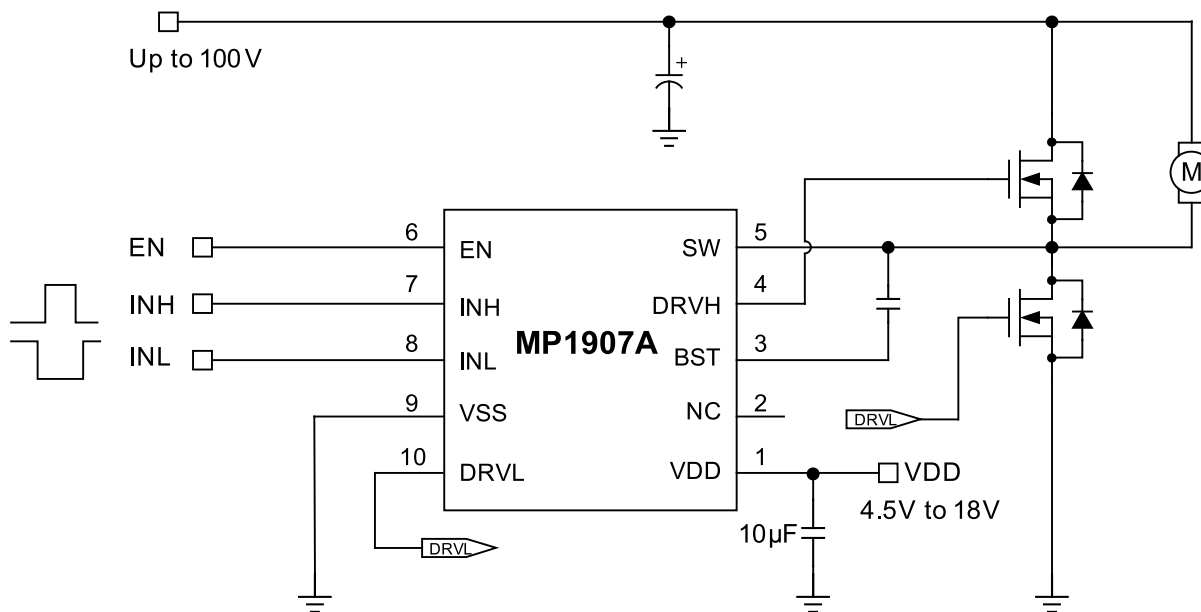 Up to 100V
+
M
EN
6
EN
SW
5
INH
7
INH
DRVH
4
MP1907A
INL
8
INL
BST
3
9
VSS
NC
2
DRVL
10
DRVL
VDD
1
VDD
4.5V to 18V
10µF
DRVL